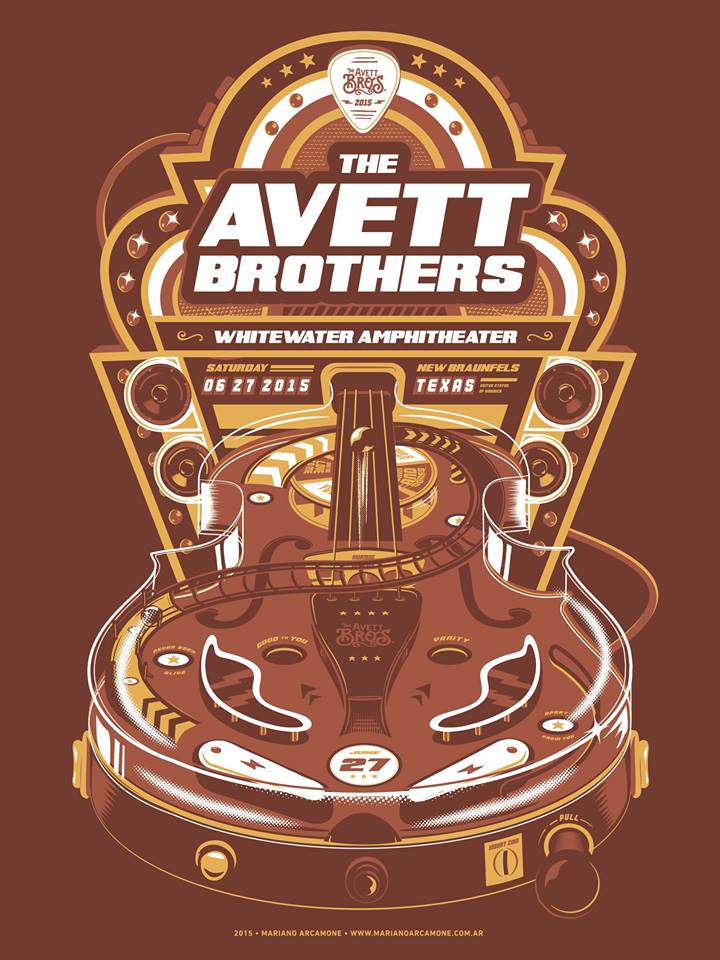 THE AVETT
BROS.
2015
THE
AVETT
BROTHERS
WHITEWATER AMPHITHEATER
SATURDAY
06 27 2015
NEW BRAUNFELS
TEXAS
UNITED STATES
OF AMERICA
THE AVETT
BROS.
GOOD TO YOU
VANITY
NEVER BEEN
ALIVE
APART
FROM YOU
JUNE
27
PULL
INSERT COIN
2015 • MARIANO ARCAMONE • WWW.MARIANOARCAMONE.COM.AR